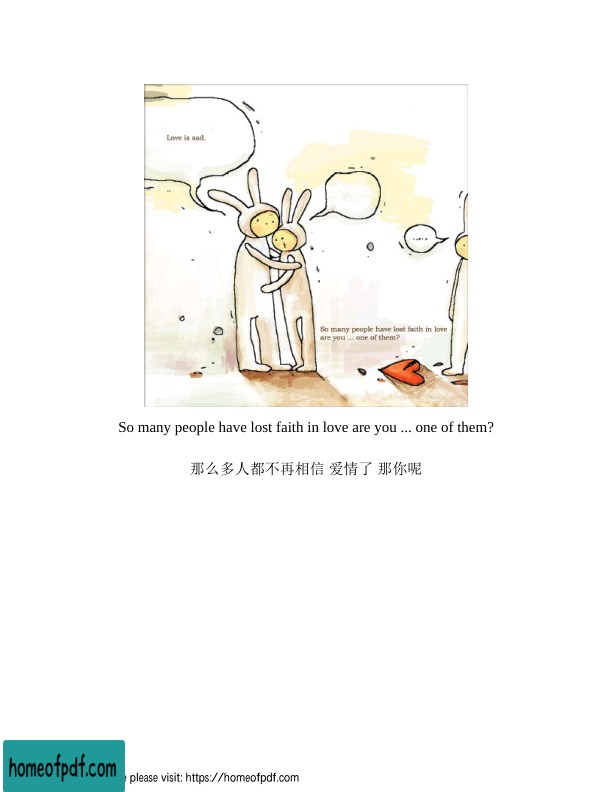 Love is sad.
....
So many people have lost faith in love
are you ... one of them?
So many people have lost faith in love are you ... one of them?
那么多人都不再相信 爱情了 那你呢
homeofpdf.com
e please visit: https://homeofpdf.com